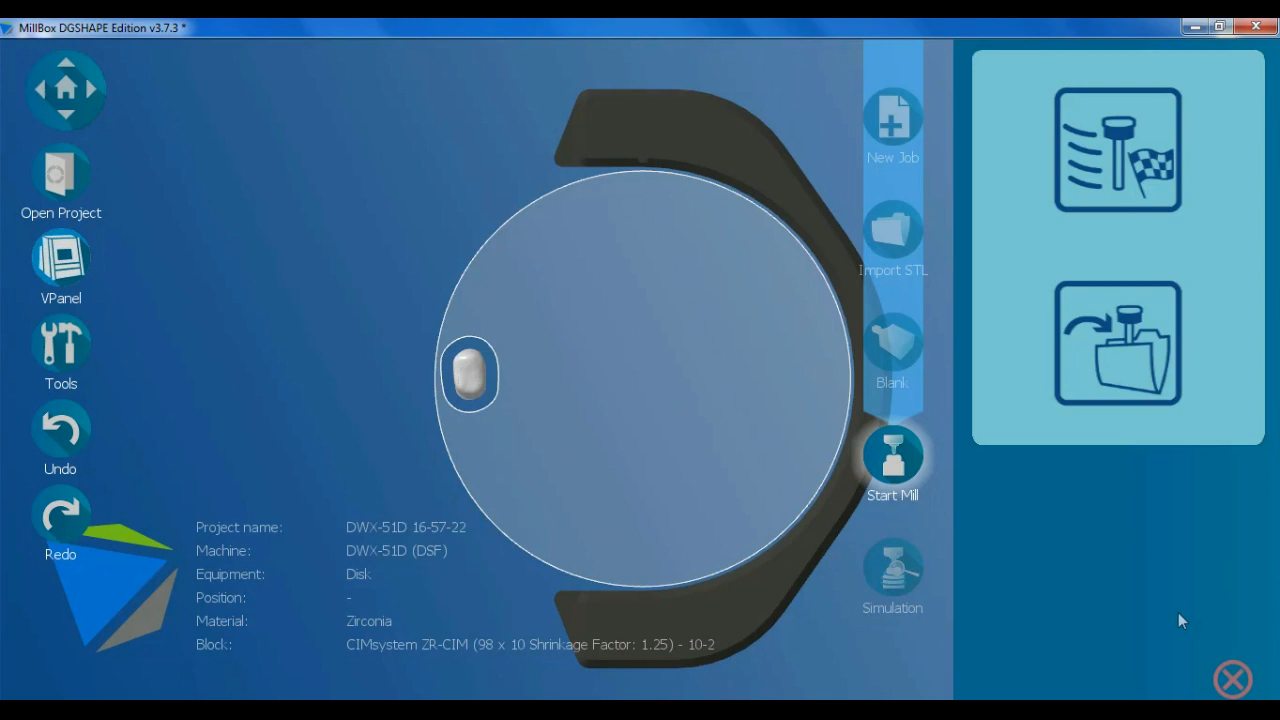 MillBox DGSHAPE Edition v3.7.3 *
Open Project
VPanel
Tools
Undo
Redo
New Job
Import STL
Blank
Start Mill
Simulation
Project name: DWX-51D 16-57-22
Machine: DWX-51D (DSF)
Equipment: Disk
Position: -
Material: Zirconia
Block: CIMsystem ZR-CIM (98 x 10 Shrinkage Factor: 1.25) - 10-2